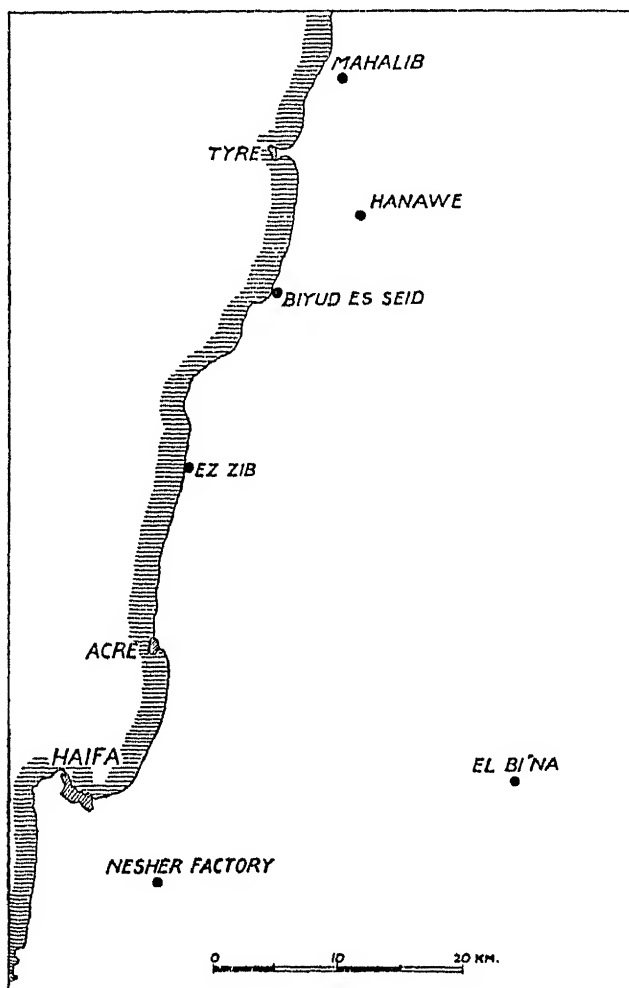 MAHALIB
TYRE
HANAWE
BIYUD ES SEID
EZ ZIB
ACRE
HAIFA
EL BI'NA
NESHER FACTORY
0 10 20 KM.